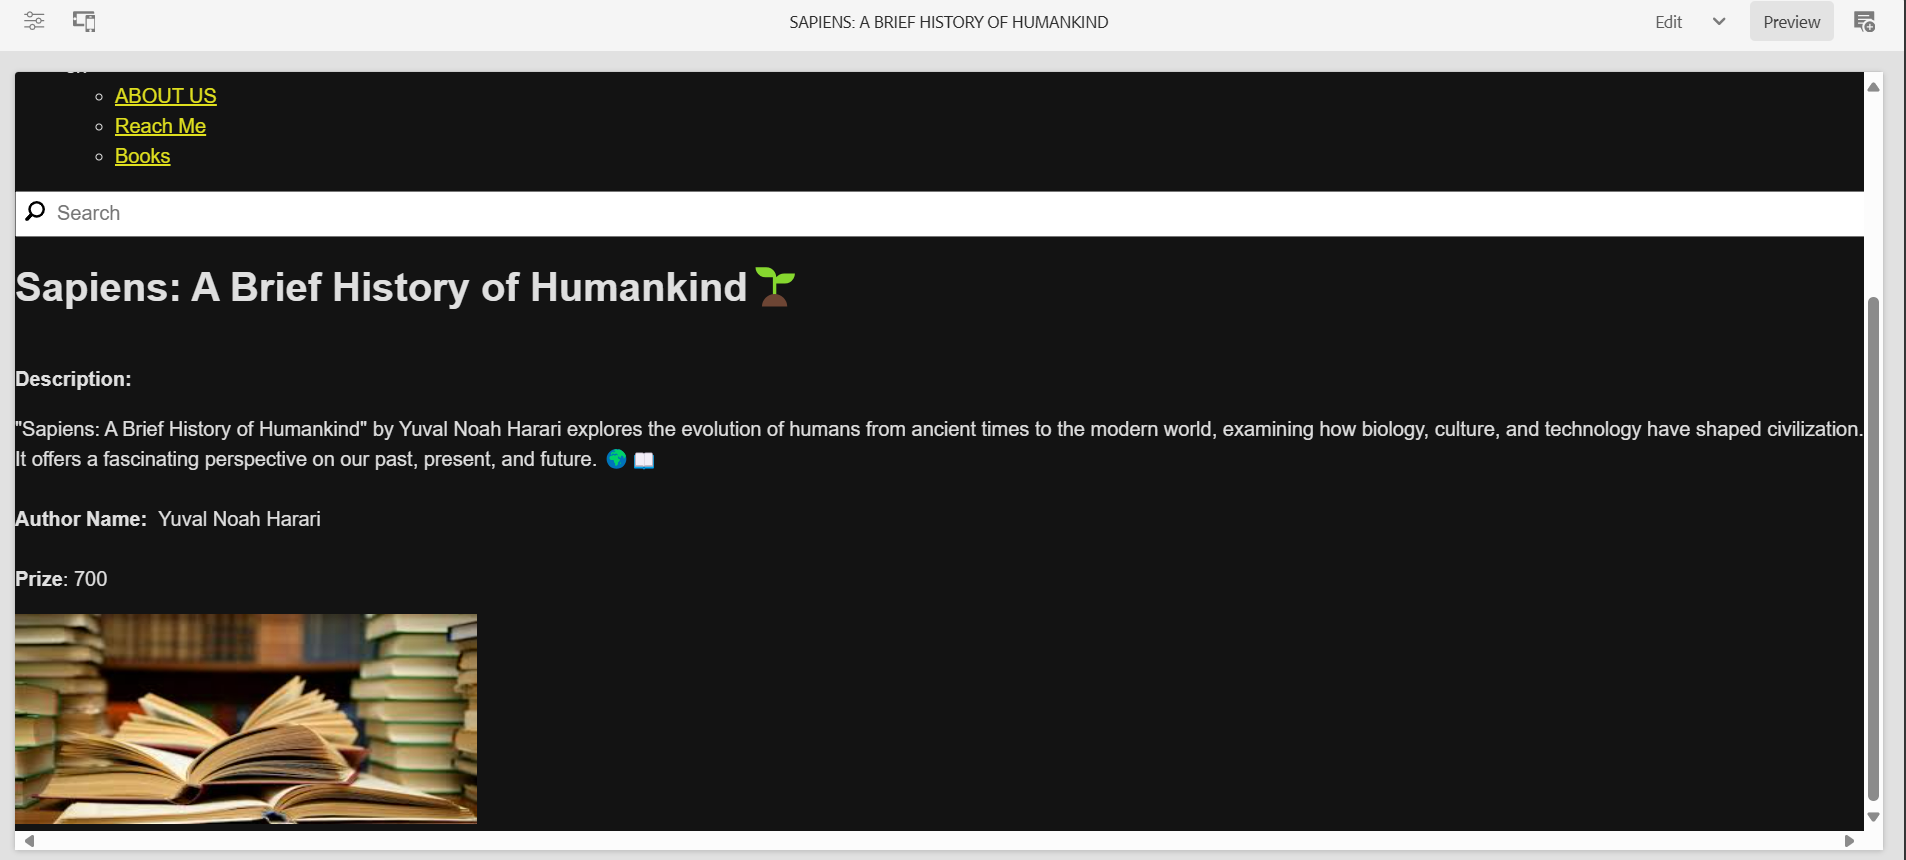 SAPIENS: A BRIEF HISTORY OF HUMANKIND
Edit
Preview
ABOUT US
Reach Me
Books
Search
Sapiens: A Brief History of Humankind🌱
Description:
"Sapiens: A Brief History of Humankind" by Yuval Noah Harari explores the evolution of humans from ancient times to the modern world, examining how biology, culture, and technology have shaped civilization.
It offers a fascinating perspective on our past, present, and future. 🌍 📖
Author Name: Yuval Noah Harari
Prize: 700